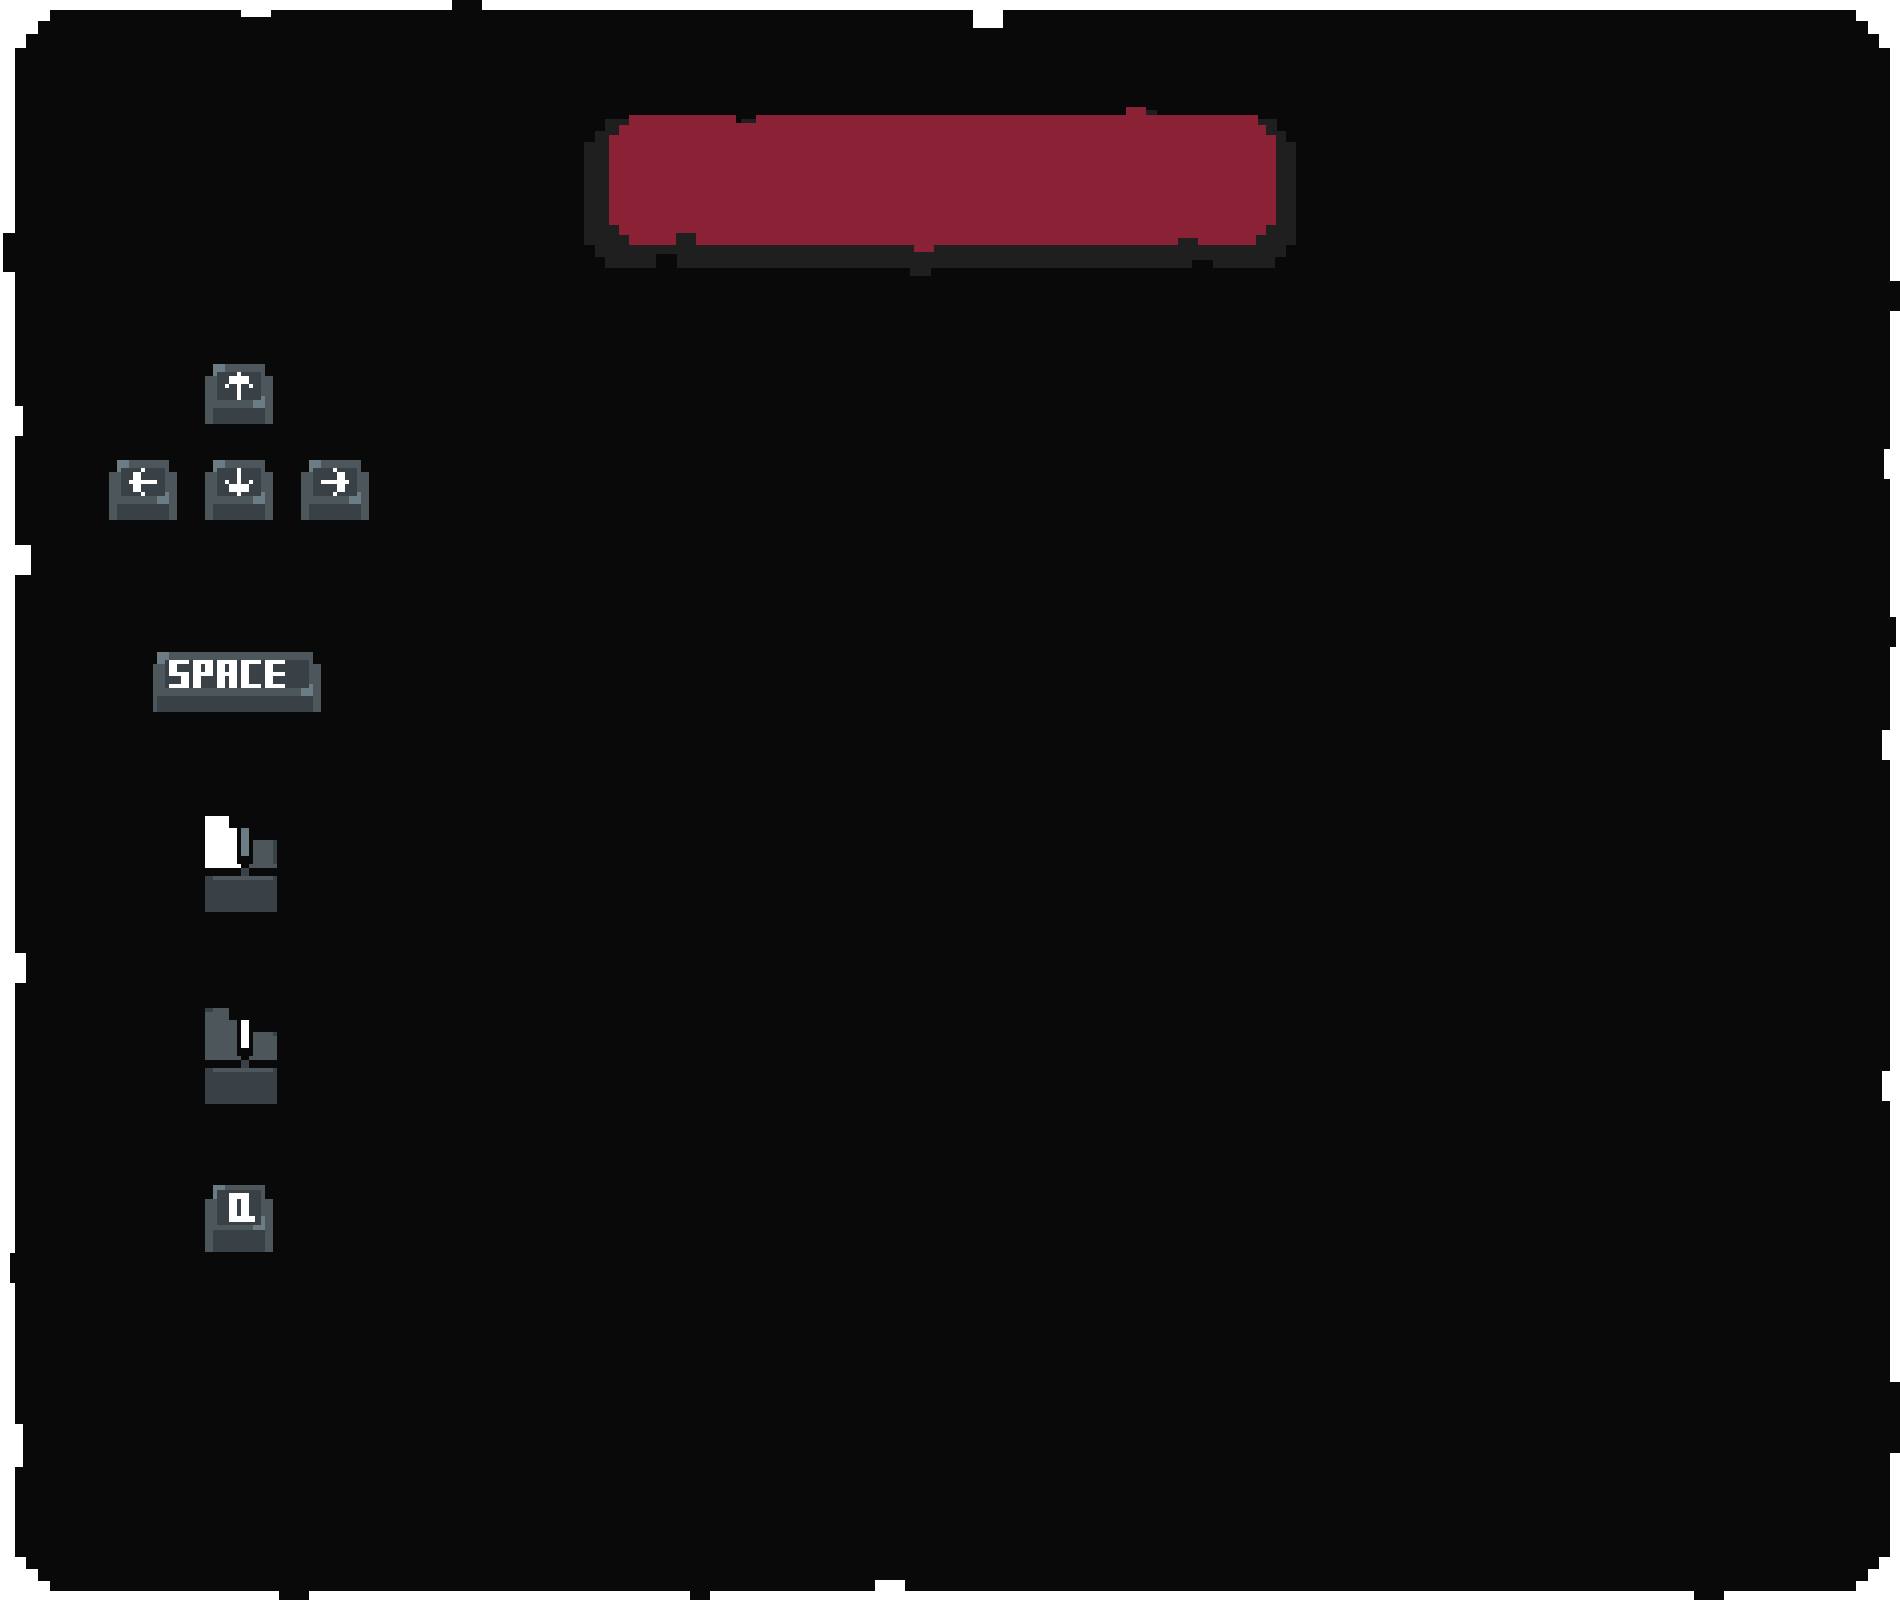 ↑
← ↓ →
SPACE
Q